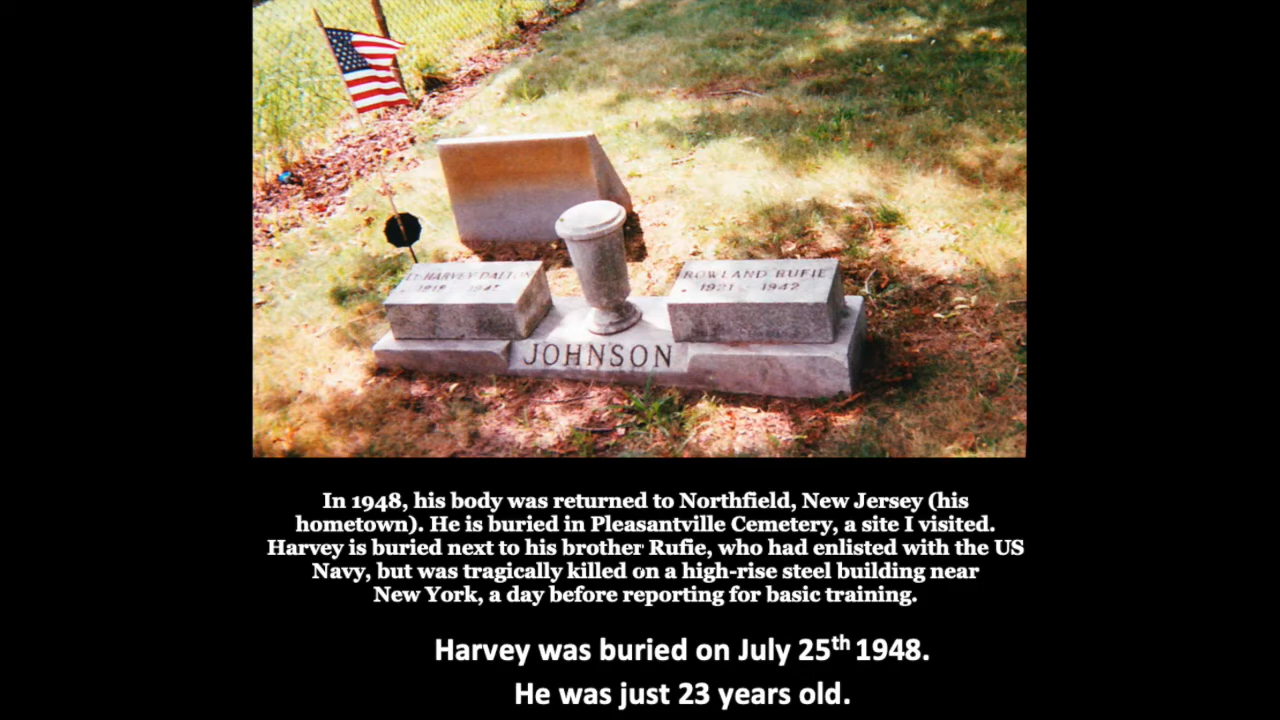 LT. HARVEY DALTON
ROWLAND RUFIE
1921 1942
JOHNSON
In 1948, his body was returned to Northfield, New Jersey (his
hometown). He is buried in Pleasantville Cemetery, a site I visited.
Harvey is buried next to his brother Rufie, who had enlisted with the US
Navy, but was tragically killed on a high-rise steel building near
New York, a day before reporting for basic training.
Harvey was buried on July 25th 1948.
He was just 23 years old.